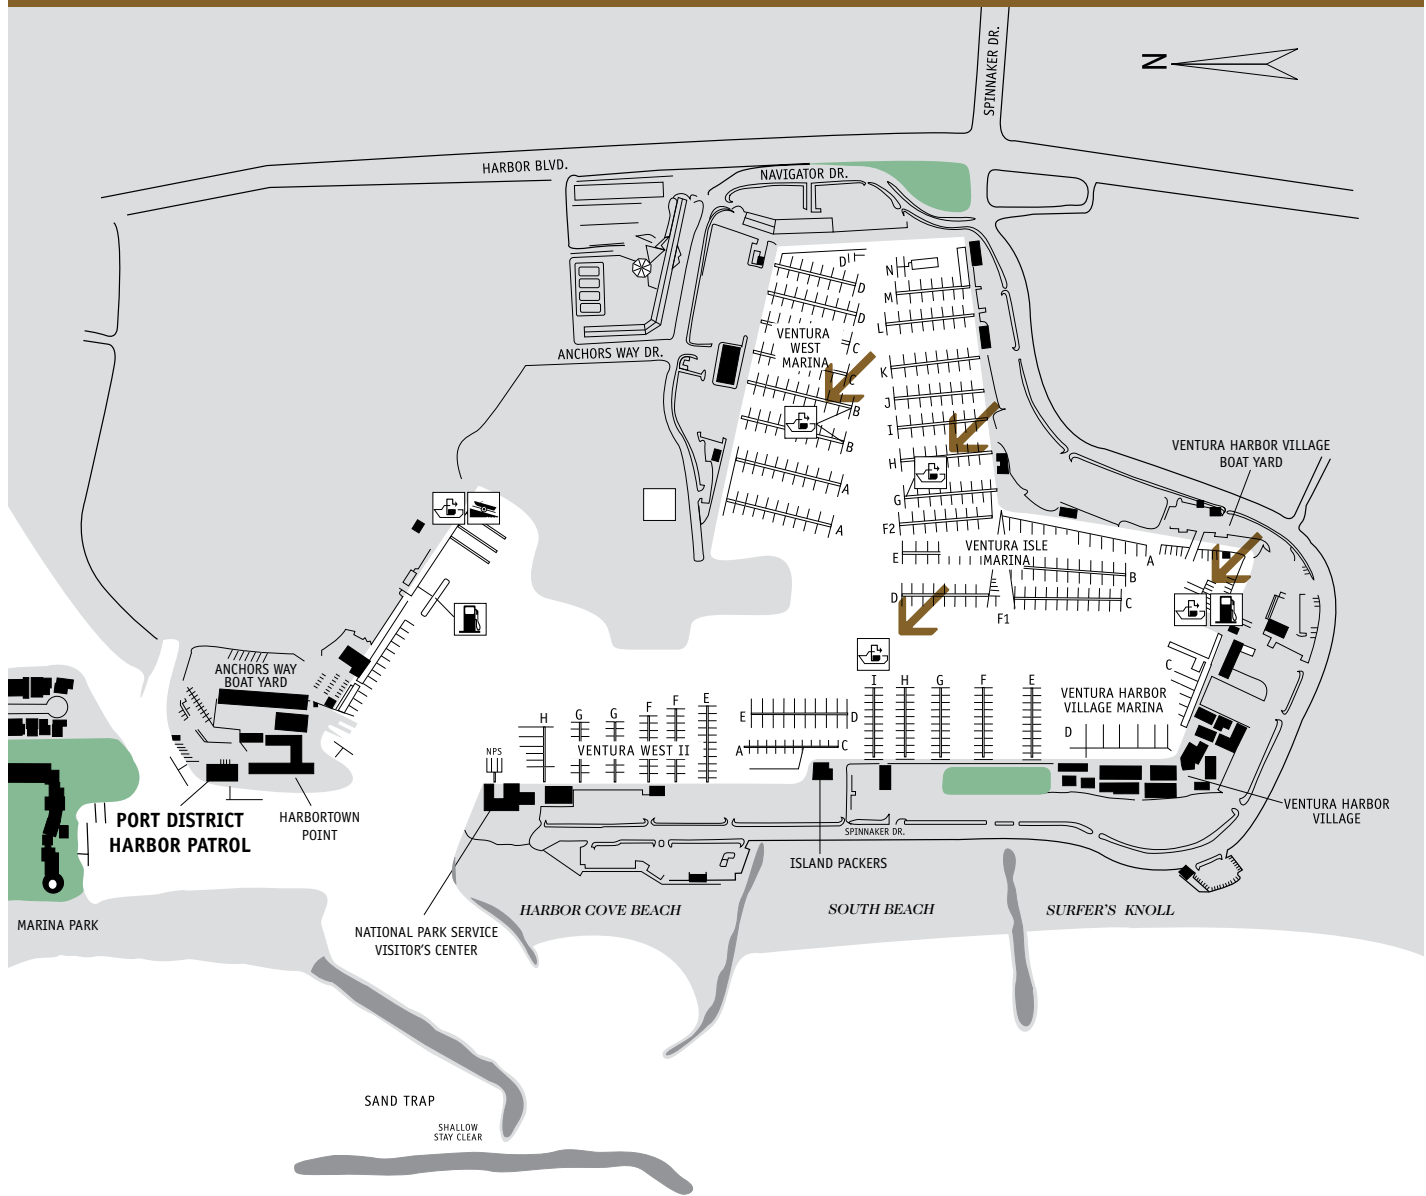 SPINNAKER DR.
N
HARBOR BLVD.
NAVIGATOR DR.
D
N
D
M
D
L
VENTURA
WEST
MARINA
C
ANCHORS WAY DR.
K
C
J
B
I
B
VENTURA HARBOR VILLAGE
BOAT YARD
H
A
G
A
F2
VENTURA ISLE
MARINA
E
A
B
D
C
F1
C
ANCHORS WAY
BOAT YARD
I
H
G
F
E
VENTURA HARBOR
VILLAGE MARINA
H
G
G
F
F
E
E
D
D
NPS
VENTURA WEST II
A
C
PORT DISTRICT
HARBOR PATROL
HARBORTOWN
POINT
VENTURA HARBOR
VILLAGE
SPINNAKER DR.
ISLAND PACKERS
MARINA PARK
HARBOR COVE BEACH
SOUTH BEACH
SURFER'S KNOLL
NATIONAL PARK SERVICE
VISITOR'S CENTER
SAND TRAP
SHALLOW
STAY CLEAR